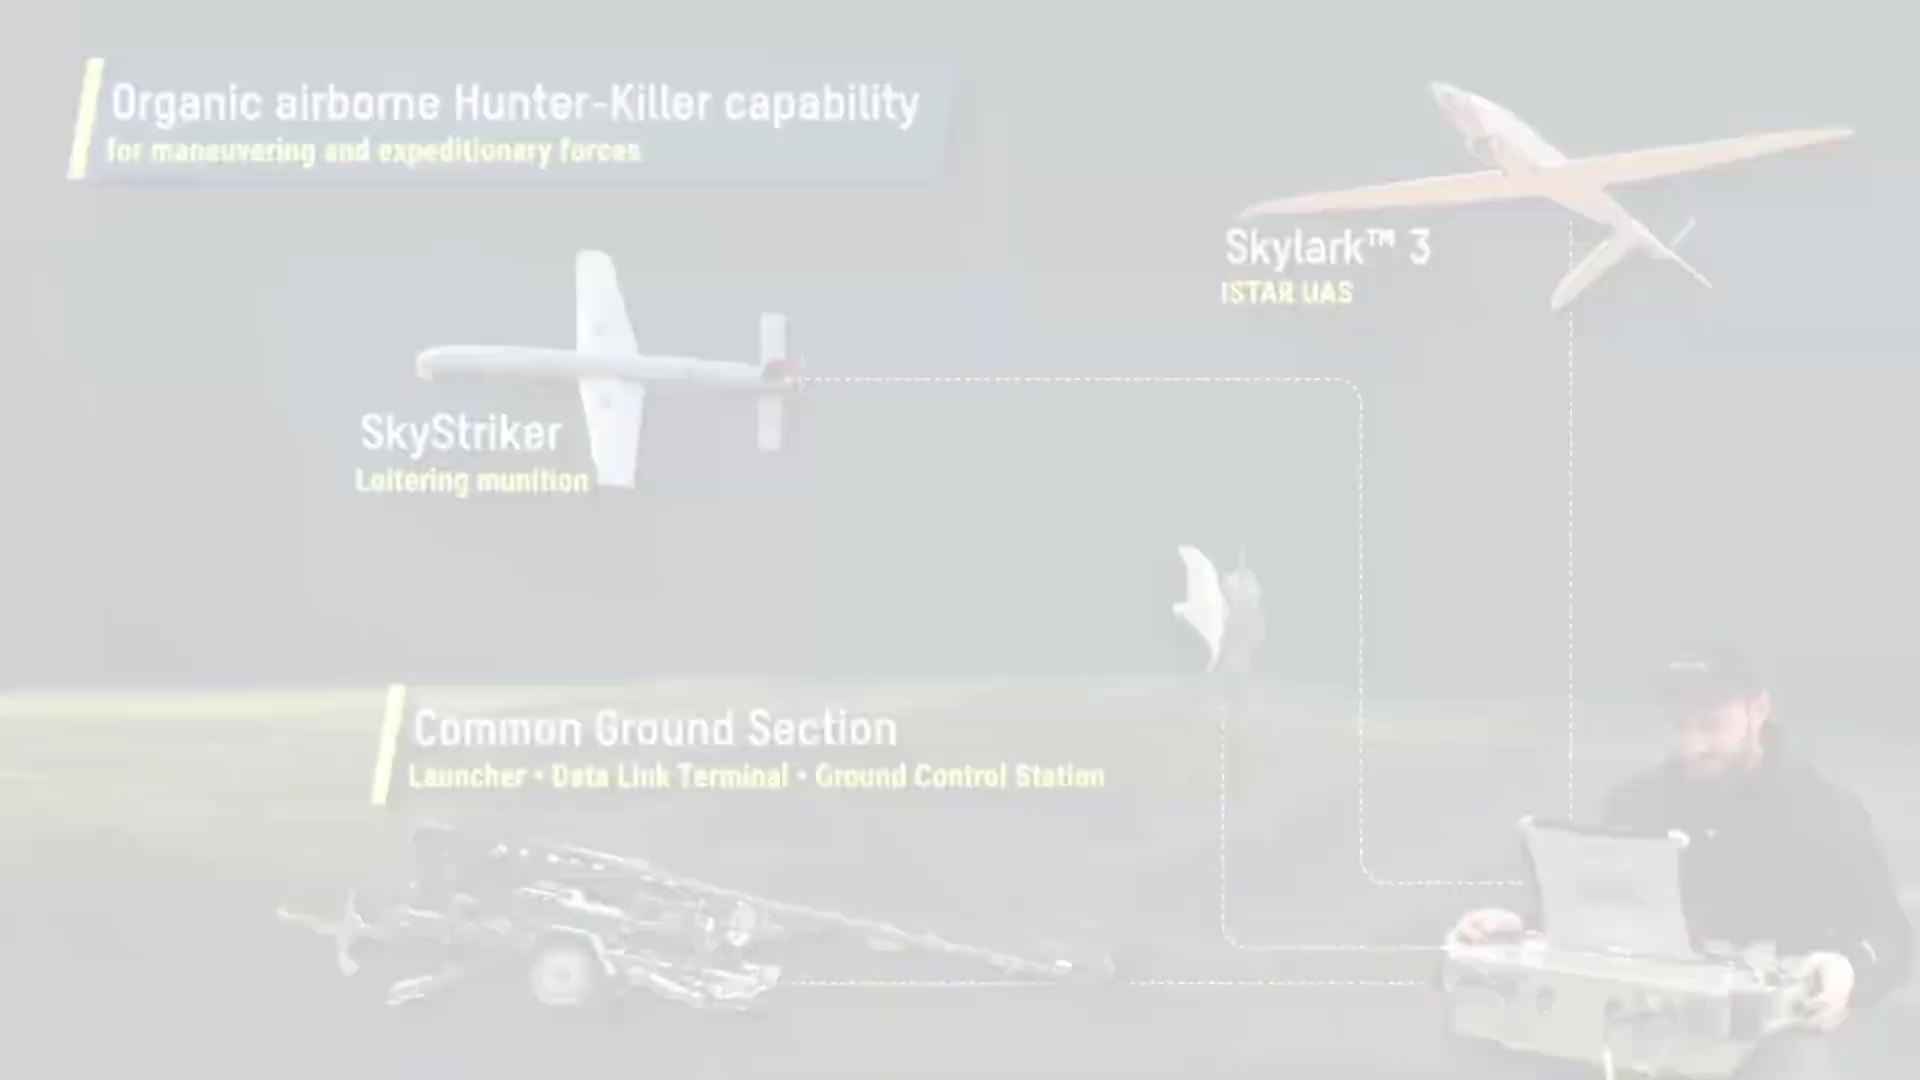 Organic airborne Hunter-Killer capability
for maneuvering and expeditionary forces
Skylark™ 3
ISTAR UAS
SkyStriker
Loitering munition
Common Ground Section
Launcher • Data Link Terminal • Ground Control Station